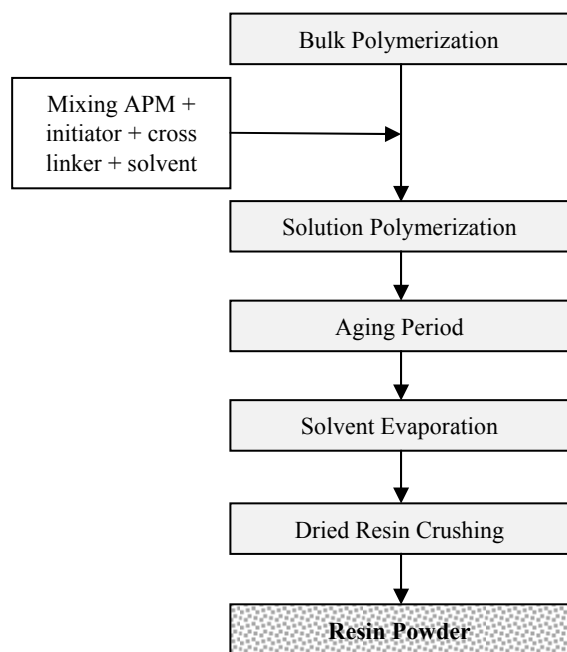 Bulk Polymerization
Mixing APM +
initiator + cross
linker + solvent
Solution Polymerization
Aging Period
Solvent Evaporation
Dried Resin Crushing
Resin Powder